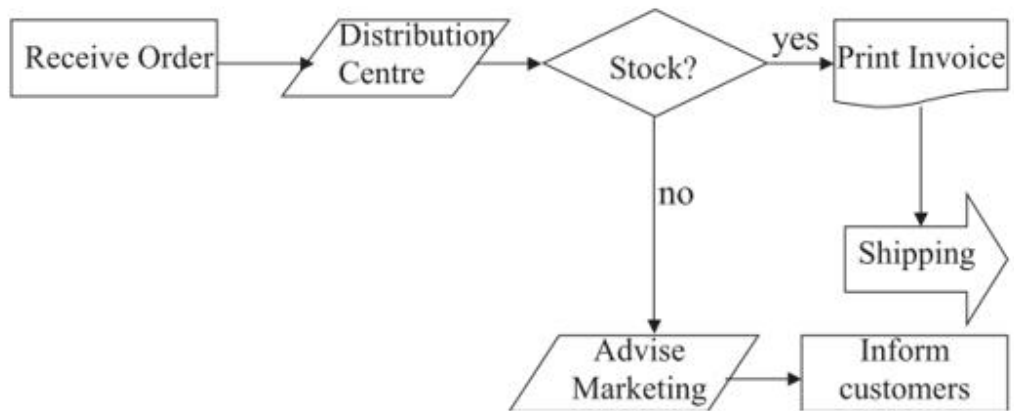 Receive Order
Distribution
Centre
Stock?
yes
Print Invoice
no
Shipping
Advise
Marketing
Inform
customers